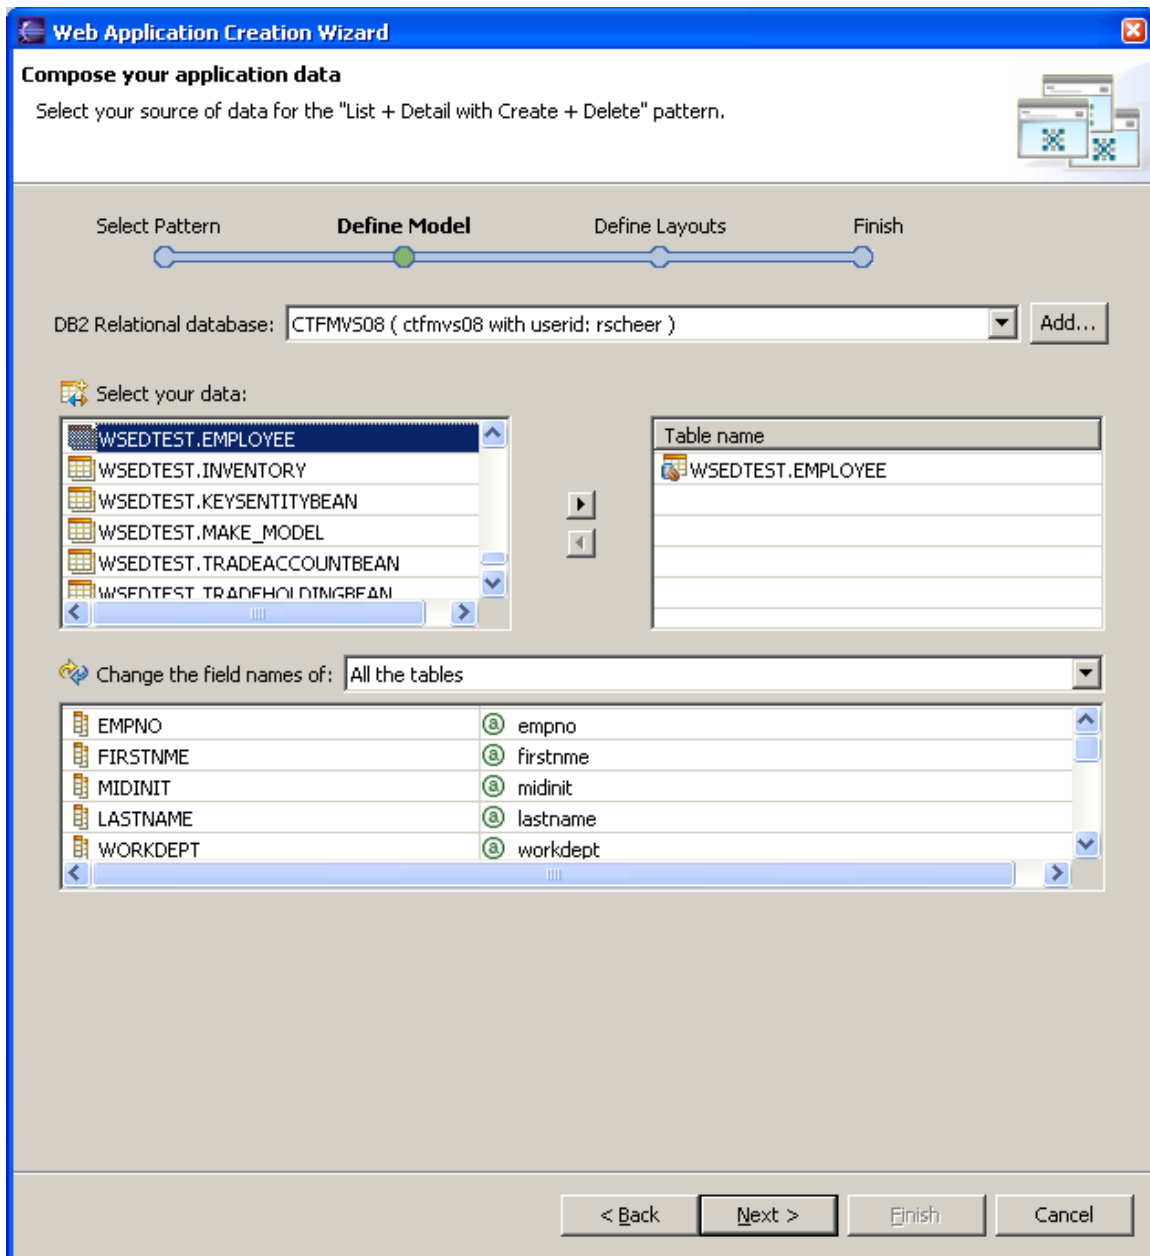 Web Application Creation Wizard
Compose your application data
Select your source of data for the "List + Detail with Create + Delete" pattern.
Select Pattern Define Model Define Layouts Finish
DB2 Relational database: CTFMVS08 ( ctfmvs08 with userid: rscheer ) Add...
Select your data:
WSEDTEST.EMPLOYEE
WSEDTEST.INVENTORY
WSEDTEST.KEYSENTITYBEAN
WSEDTEST.MAKE_MODEL
WSEDTEST.TRADEACCOUNTBEAN
WSEDTEST.TRADEHOLDINGBEAN
Table name
WSEDTEST.EMPLOYEE
Change the field names of: All the tables
EMPNO empno
FIRSTNME firstnme
MIDINIT midinit
LASTNAME lastname
WORKDEPT workdept
< Back Next > Finish Cancel